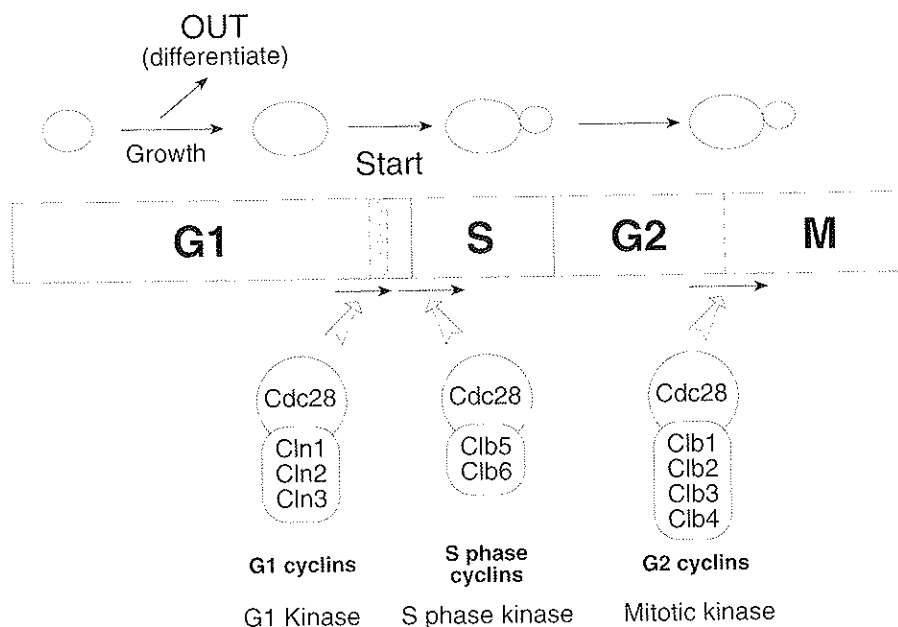 OUT
(differentiate)
Growth
Start
G1
S
G2
M
Cdc28
Cln1
Cln2
Cln3
Cdc28
Clb5
Clb6
Cdc28
Clb1
Clb2
Clb3
Clb4
G1 cyclins
S phase
cyclins
G2 cyclins
G1 Kinase
S phase kinase
Mitotic kinase